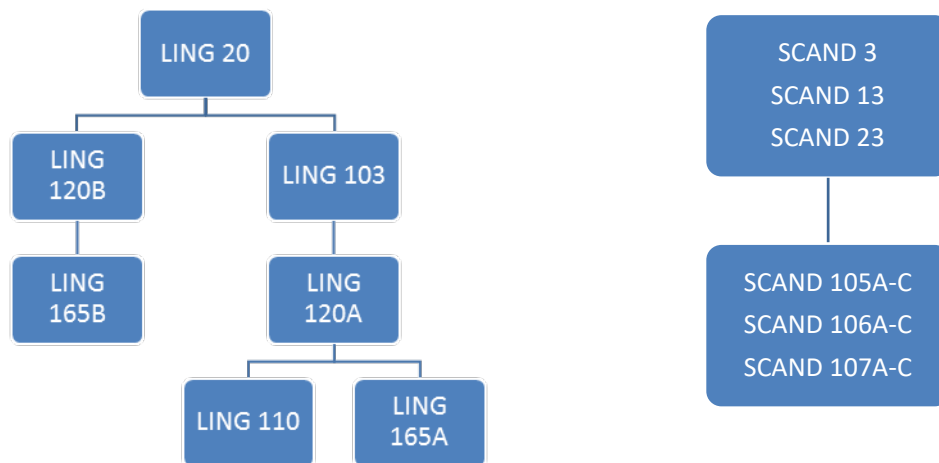 LING 20
LING
120B
LING 103
LING
165B
LING
120A
LING 110
LING
165A
SCAND 3
SCAND 13
SCAND 23
SCAND 105A-C
SCAND 106A-C
SCAND 107A-C